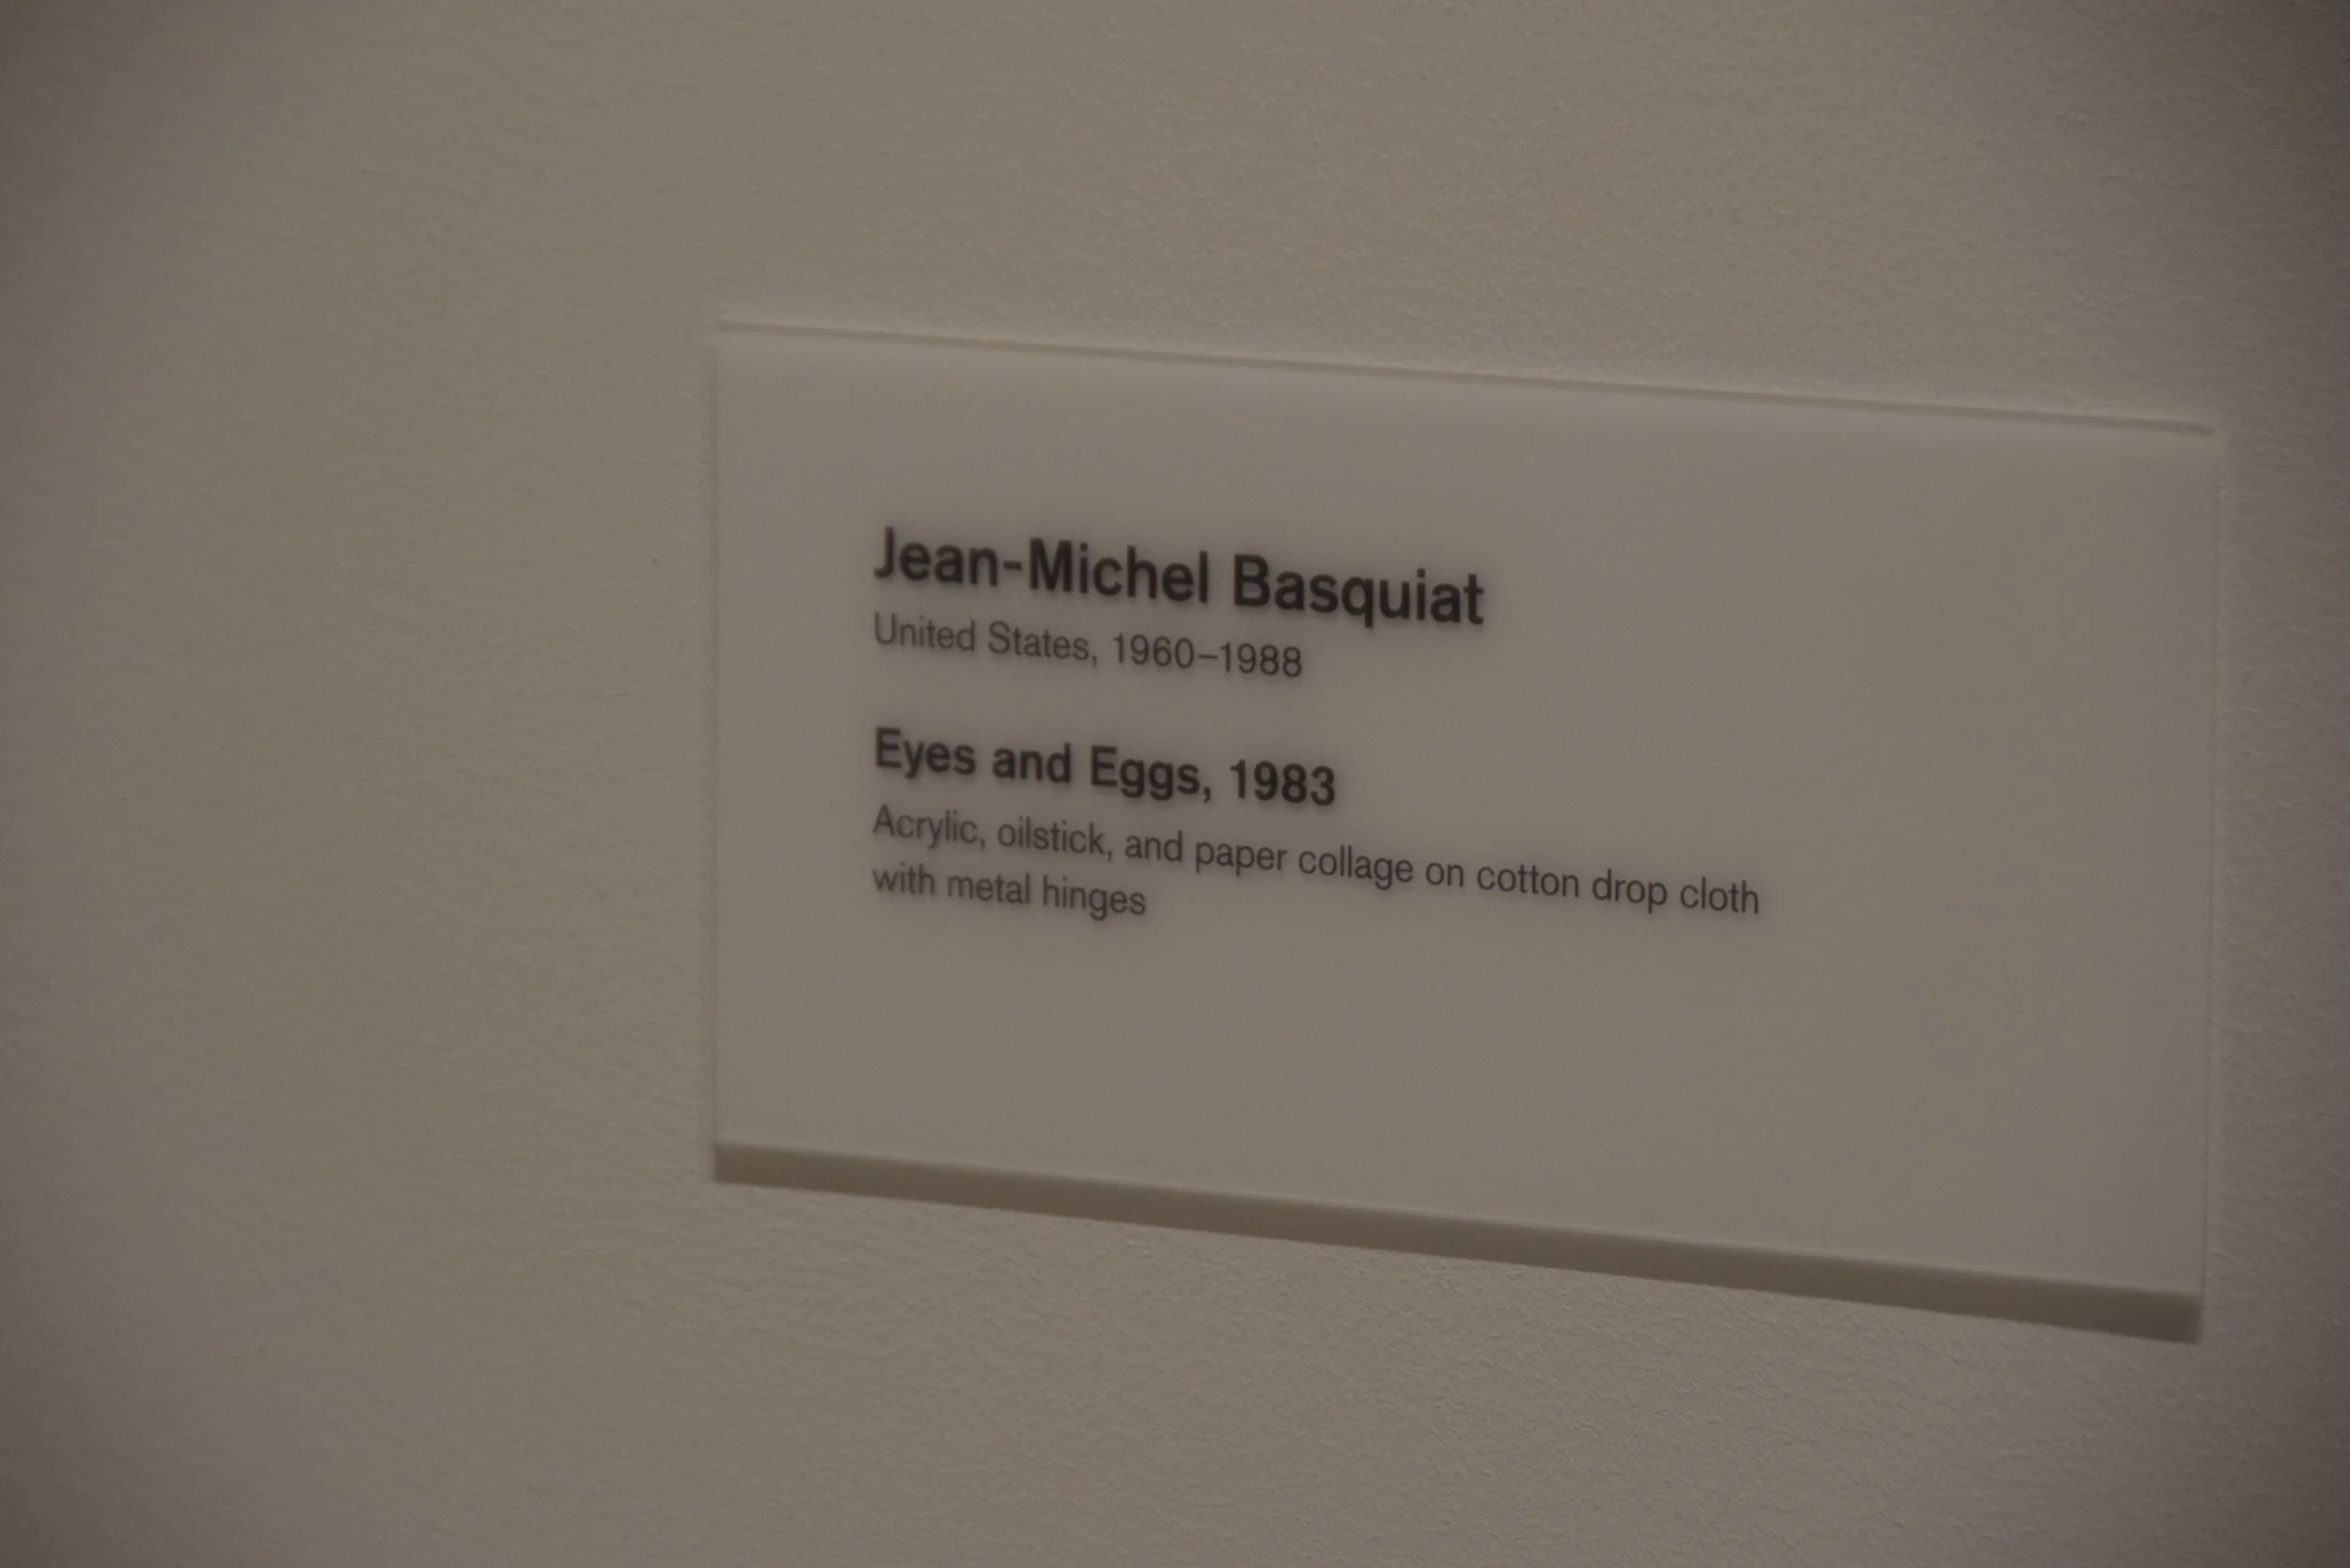 Jean-Michel Basquiat
United States, 1960–1988
Eyes and Eggs, 1983
Acrylic, oilstick, and paper collage on cotton drop cloth
with metal hinges